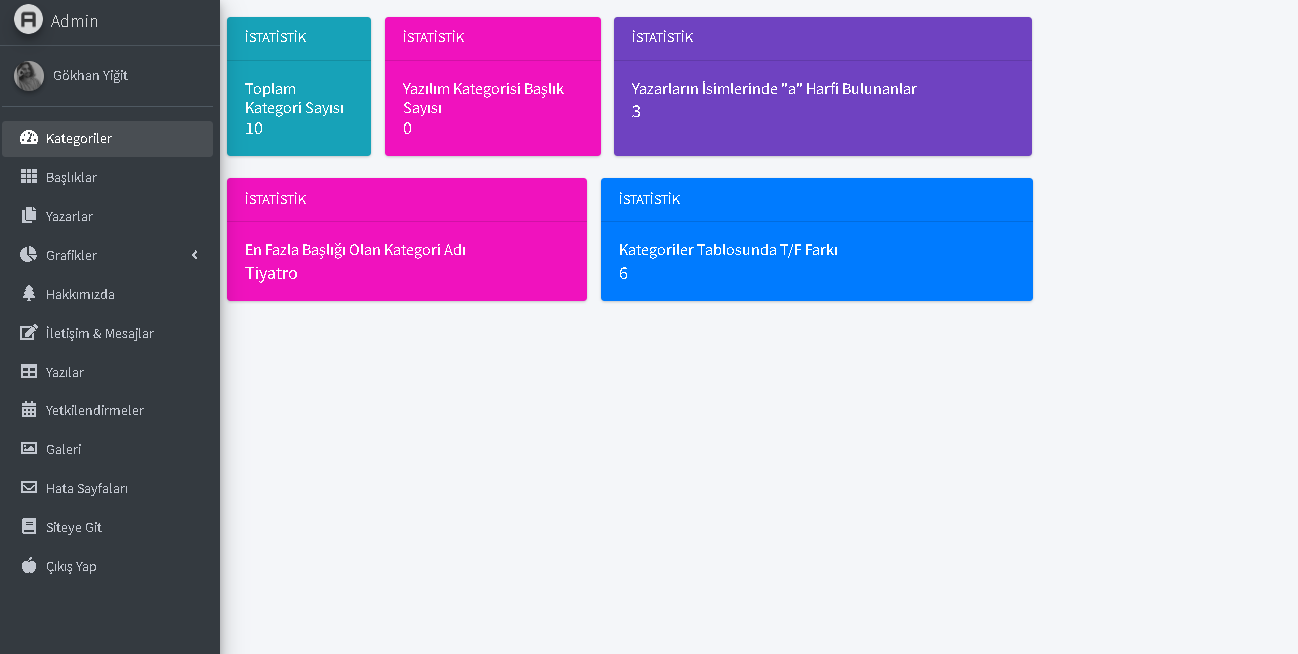 Admin
Gökhan Yiğit
Kategoriler
Başlıklar
Yazarlar
Grafikler
Hakkımızda
İletişim & Mesajlar
Yazılar
Yetkilendirmeler
Galeri
Hata Sayfaları
Siteye Git
Çıkış Yap
İSTATİSTİK
Toplam
Kategori Sayısı
10
İSTATİSTİK
Yazılım Kategorisi Başlık
Sayısı
0
İSTATİSTİK
Yazarların İsimlerinde "a" Harfi Bulunanlar
3
İSTATİSTİK
En Fazla Başlığı Olan Kategori Adı
Tiyatro
İSTATİSTİK
Kategoriler Tablosunda T/F Farkı
6